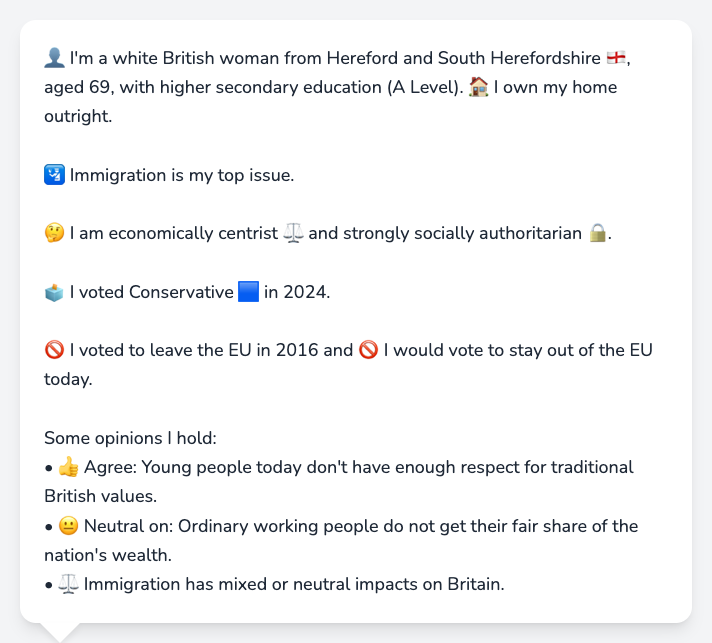 👤 I'm a white British woman from Hereford and South Herefordshire 🏴󠁧󠁢󠁥󠁮󠁧󠁿,
aged 69, with higher secondary education (A Level). 🏠 I own my home
outright.
🛂 Immigration is my top issue.
🤔 I am economically centrist ⚖️ and strongly socially authoritarian 🔒.
🗳️ I voted Conservative 🟦 in 2024.
🚫 I voted to leave the EU in 2016 and 🚫 I would vote to stay out of the EU
today.
Some opinions I hold:
• 👍 Agree: Young people today don't have enough respect for traditional
British values.
• 😐 Neutral on: Ordinary working people do not get their fair share of the
nation's wealth.
• ⚖️ Immigration has mixed or neutral impacts on Britain.